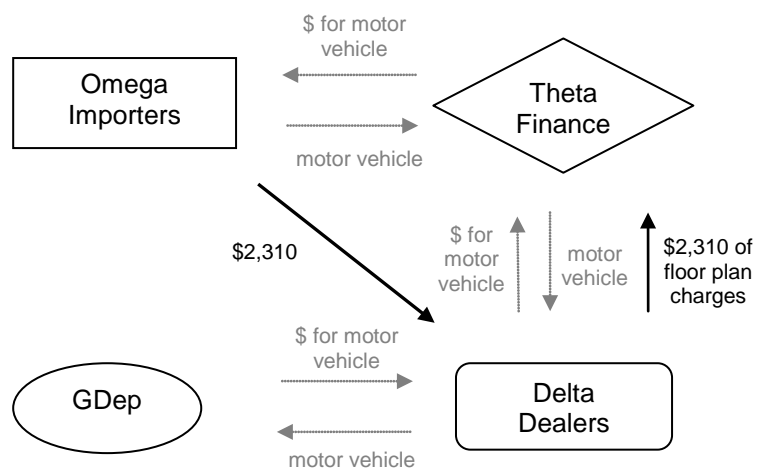 $ for motor
vehicle
Omega
Importers
Theta
Finance
motor vehicle
$2,310
$ for
motor
vehicle
motor
vehicle
$2,310 of
floor plan
charges
$ for motor
vehicle
GDep
Delta
Dealers
motor vehicle